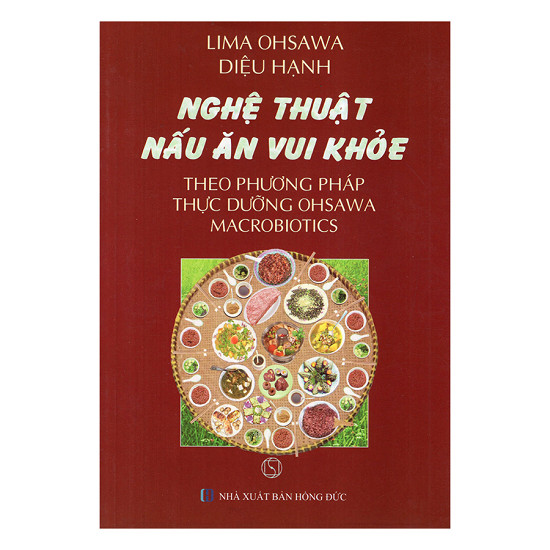 LIMA OHSAWA
DIỆU HẠNH
NGHỆ THUẬT
NẤU ĂN VUI KHỎE
THEO PHƯƠNG PHÁP
THỰC DƯỠNG OHSAWA
MACROBIOTICS
NHÀ XUẤT BẢN HỒNG ĐỨC